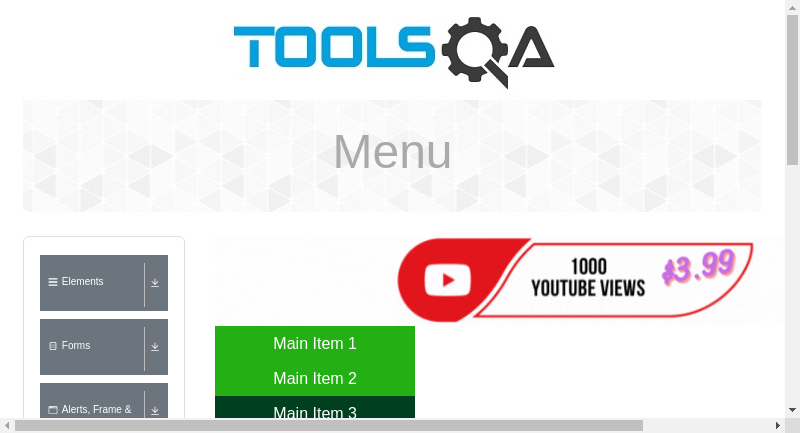 TOOLSQA
Menu
Elements
Forms
Alerts, Frame &
1000
YOUTUBE VIEWS
$3.99
Main Item 1
Main Item 2
Main Item 3